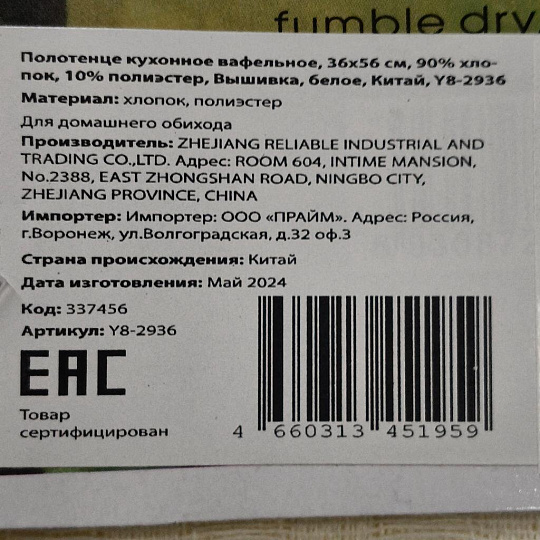 fumble dry.
Полотенце кухонное вафельное, 36х56 см, 90% хло-
пок, 10% полиэстер, Вышивка, белое, Китай, Y8-2936
Материал: хлопок, полиэстер
Для домашнего обихода
Производитель: ZHEJIANG RELIABLE INDUSTRIAL AND
TRADING CO.,LTD. Адрес: ROOM 604, INTIME MANSION,
No.2388, EAST ZHONGSHAN ROAD, NINGBO CITY,
ZHEJIANG PROVINCE, CHINA
Импортер: Импортер: ООО «ПРАЙМ». Адрес: Россия,
г.Воронеж, ул.Волгоградская, д.32 оф.3
Страна происхождения: Китай
Дата изготовления: Май 2024
Код: 337456
Артикул: Y8-2936
EAC
Товар
сертифицирован
4 660313 451959